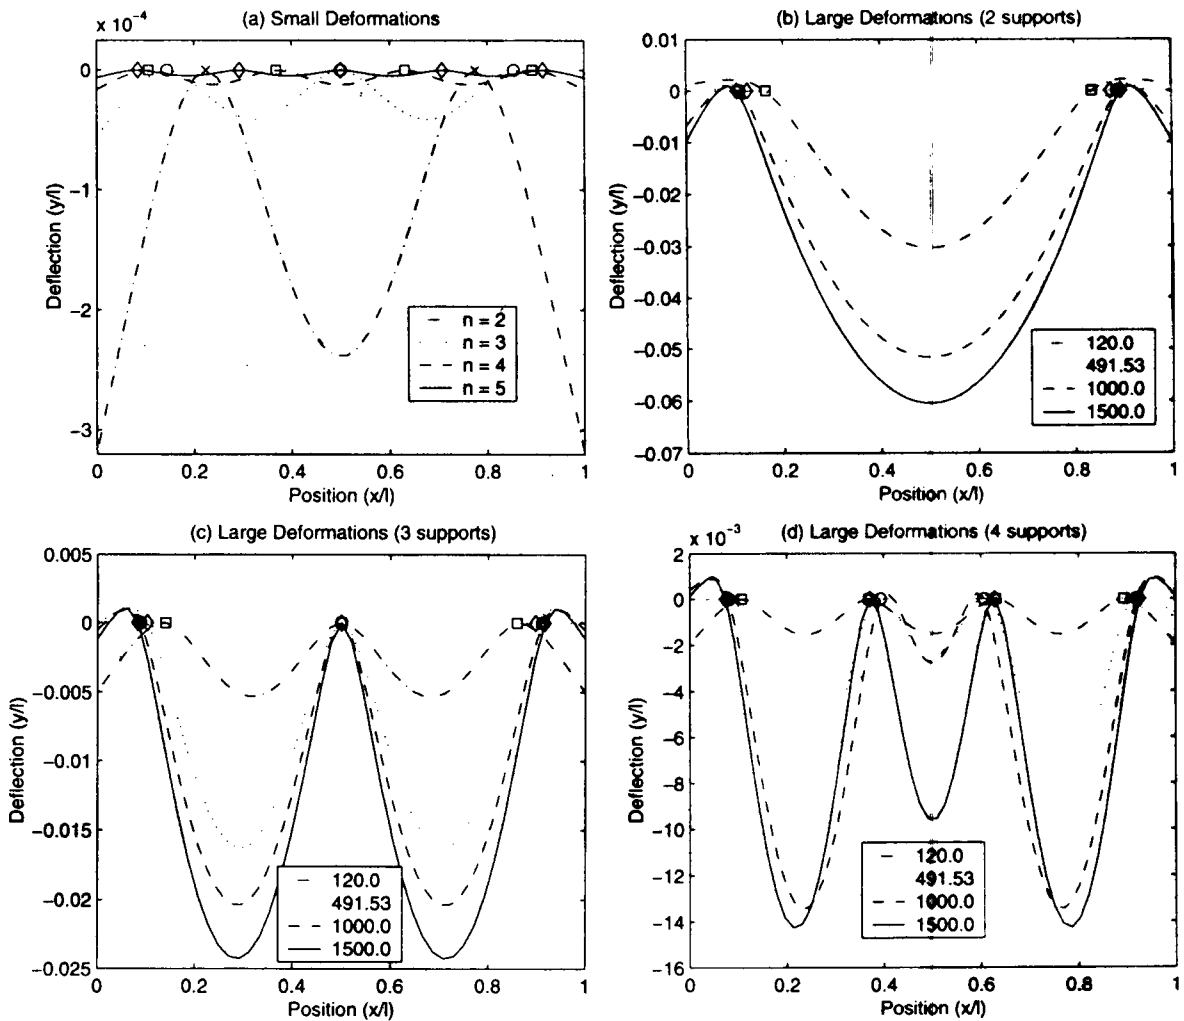 (a) Small Deformations
x 10⁻⁴
0
−1
−2
−3
Deflection (y/l)
n = 2
n = 3
n = 4
n = 5
0 0.2 0.4 0.6 0.8 1
Position (x/l)
(b) Large Deformations (2 supports)
0.01
0
−0.01
−0.02
−0.03
−0.04
−0.05
−0.06
−0.07
Deflection (y/l)
120.0
491.53
1000.0
1500.0
0 0.2 0.4 0.6 0.8 1
Position (x/l)
(c) Large Deformations (3 supports)
0.005
0
−0.005
−0.01
−0.015
−0.02
−0.025
Deflection (y/l)
120.0
491.53
1000.0
1500.0
0 0.2 0.4 0.6 0.8 1
Position (x/l)
(d) Large Deformations (4 supports)
x 10⁻³
2
0
−2
−4
−6
−8
−10
−12
−14
−16
Deflection (y/l)
120.0
491.53
1000.0
1500.0
0 0.2 0.4 0.6 0.8 1
Position (x/l)